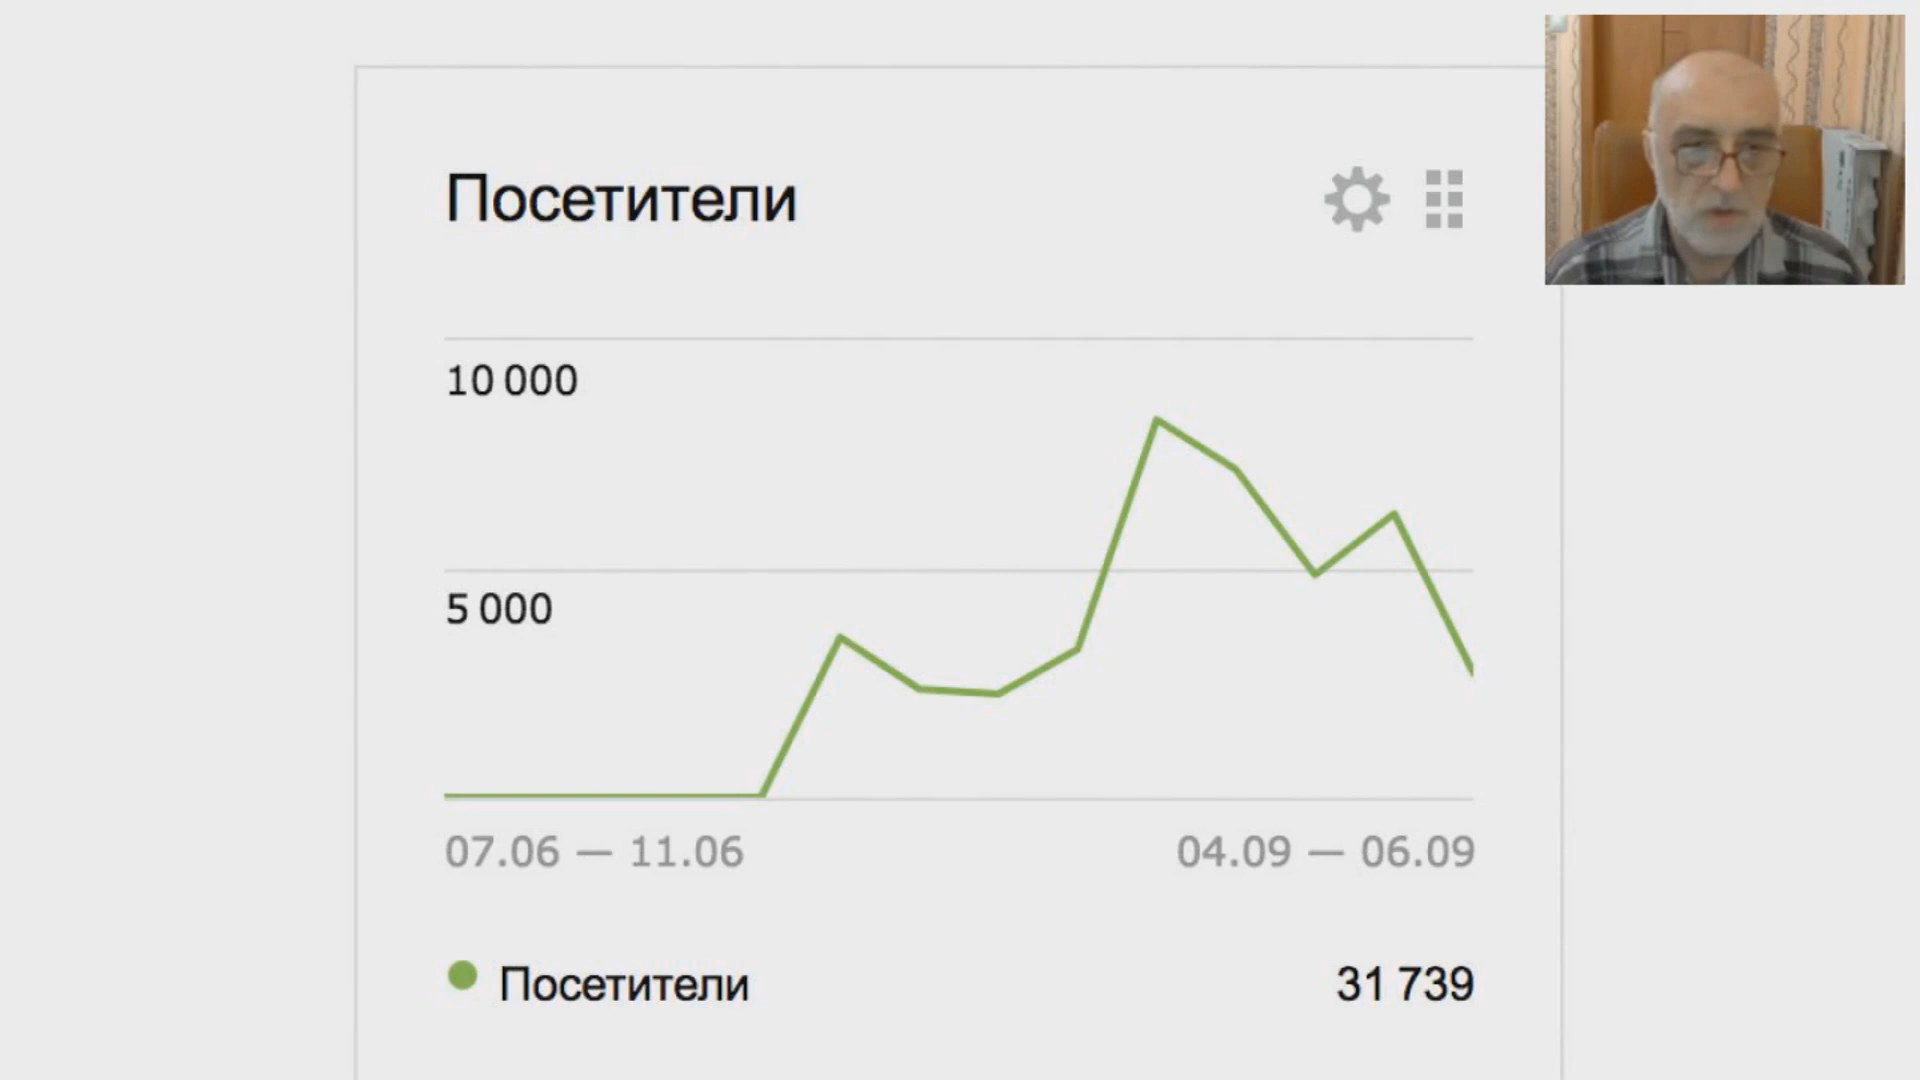 Посетители
10 000
5 000
07.06 — 11.06 04.09 — 06.09
Посетители 31 739